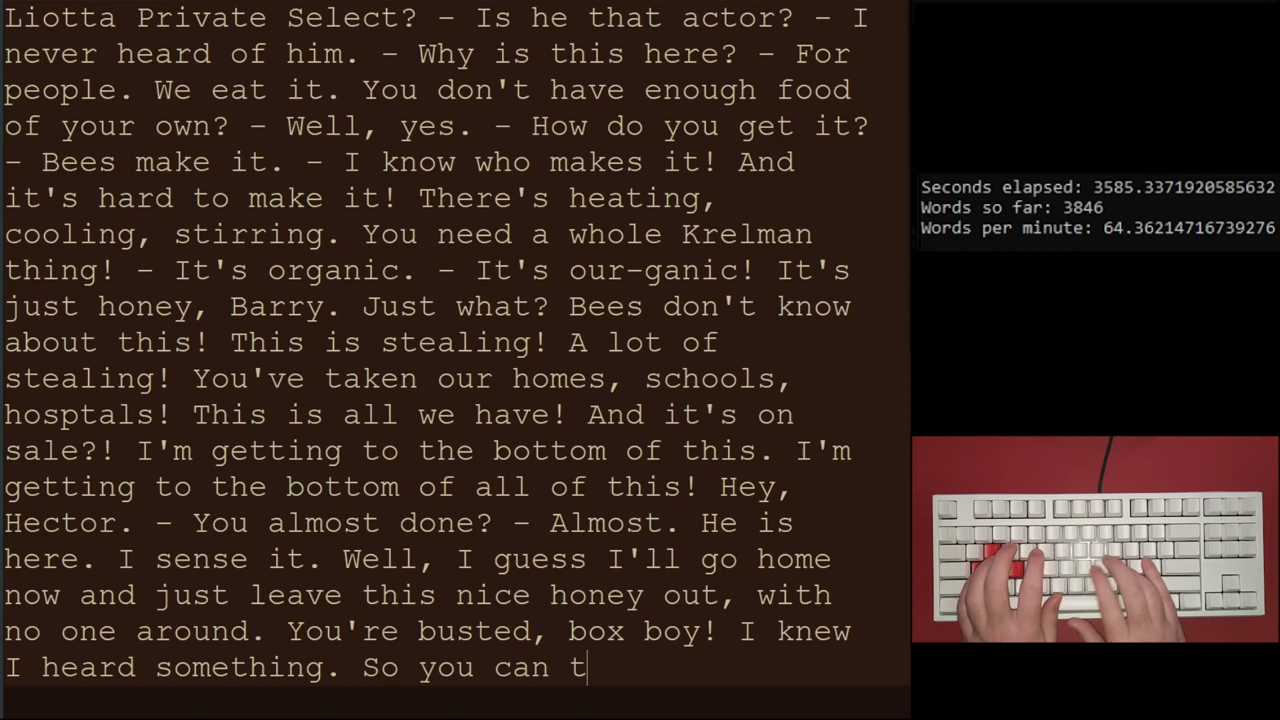 Liotta Private Select? - Is he that actor? - I
never heard of him. - Why is this here? - For
people. We eat it. You don't have enough food
of your own? - Well, yes. - How do you get it?
- Bees make it. - I know who makes it! And
it's hard to make it! There's heating,
cooling, stirring. You need a whole Krelman
thing! - It's organic. - It's our-ganic! It's
just honey, Barry. Just what? Bees don't know
about this! This is stealing! A lot of
stealing! You've taken our homes, schools,
hosptals! This is all we have! And it's on
sale?! I'm getting to the bottom of this. I'm
getting to the bottom of all of this! Hey,
Hector. - You almost done? - Almost. He is
here. I sense it. Well, I guess I'll go home
now and just leave this nice honey out, with
no one around. You're busted, box boy! I knew
I heard something. So you can t
Seconds elapsed: 3585.3371920585632
Words so far: 3846
Words per minute: 64.36214716739276